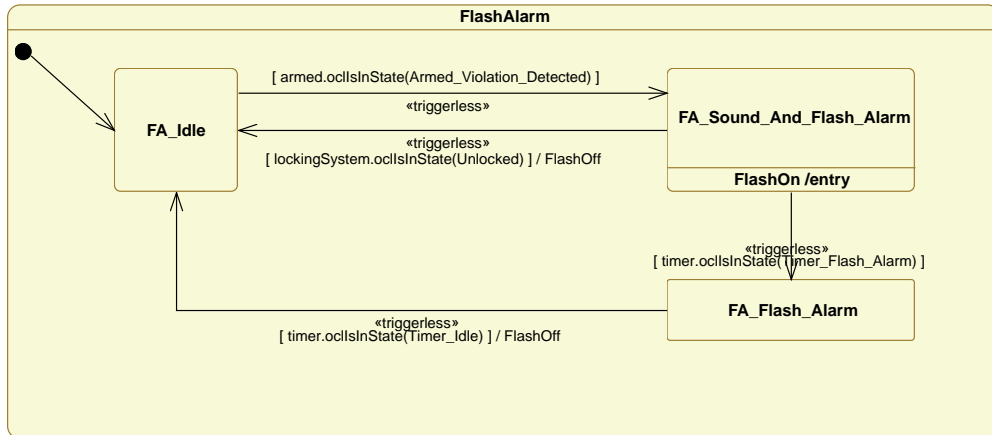 FlashAlarm
[ armed.oclIsInState(Armed_Violation_Detected) ]
«triggerless»
FA_Idle
FA_Sound_And_Flash_Alarm
«triggerless»
[ lockingSystem.oclIsInState(Unlocked) ] / FlashOff
FlashOn /entry
«triggerless»
[ timer.oclIsInState(Timer_Flash_Alarm) ]
FA_Flash_Alarm
«triggerless»
[ timer.oclIsInState(Timer_Idle) ] / FlashOff